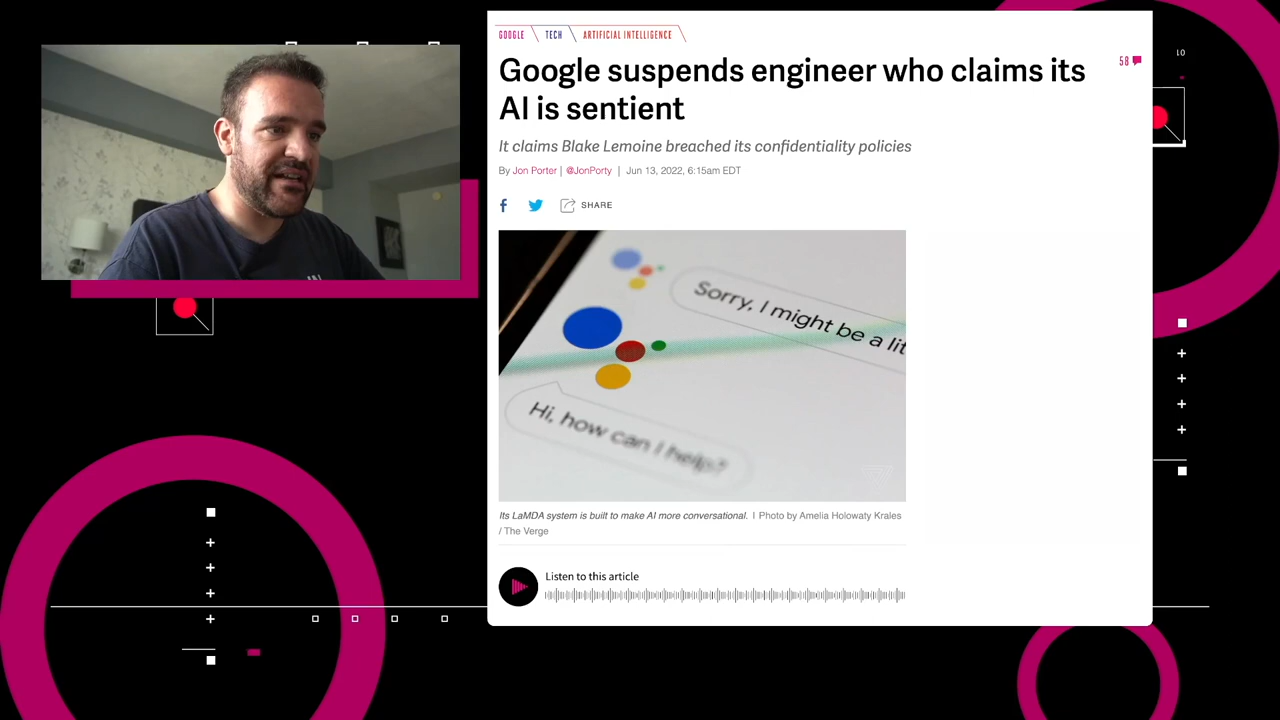 GOOGLE
TECH
ARTIFICIAL INTELLIGENCE
Google suspends engineer who claims its
AI is sentient
58
It claims Blake Lemoine breached its confidentiality policies
By Jon Porter | @JonPorty | Jun 13, 2022, 6:15am EDT
SHARE
Sorry, I might be a lit
Hi, how can I help?
Its LaMDA system is built to make AI more conversational. | Photo by Amelia Holowaty Krales
/ The Verge
Listen to this article
10